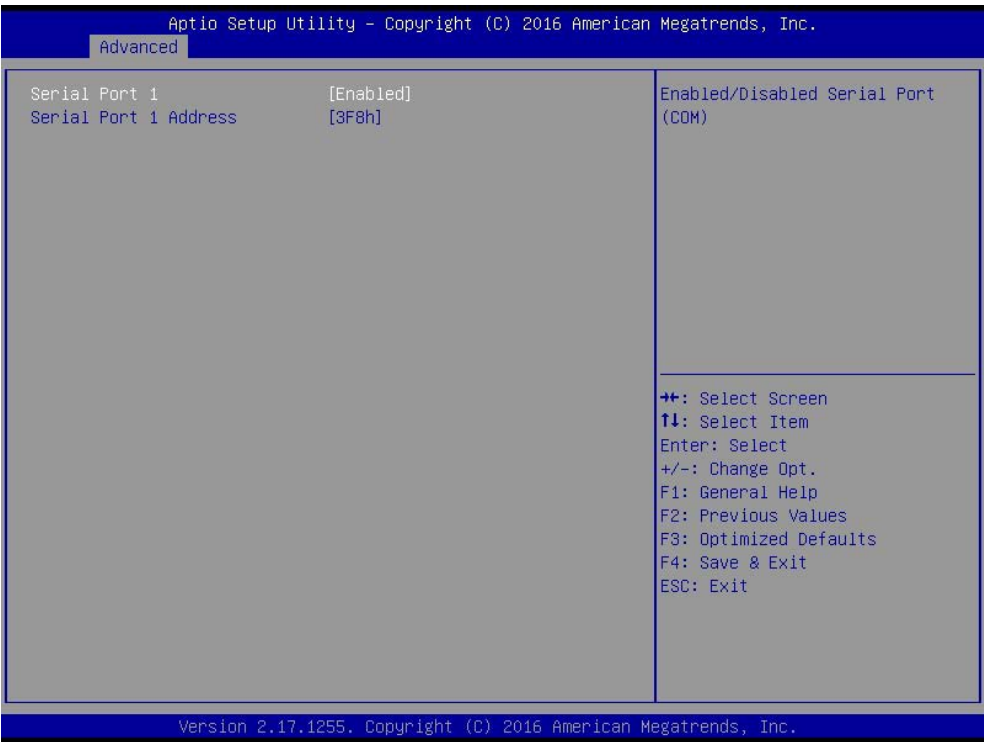 Aptio Setup Utility – Copyright (C) 2016 American Megatrends, Inc.
Advanced
Serial Port 1 [Enabled]
Serial Port 1 Address [3F8h]
Enabled/Disabled Serial Port
(COM)
→←: Select Screen
↑↓: Select Item
Enter: Select
+/-: Change Opt.
F1: General Help
F2: Previous Values
F3: Optimized Defaults
F4: Save & Exit
ESC: Exit
Version 2.17.1255. Copyright (C) 2016 American Megatrends, Inc.